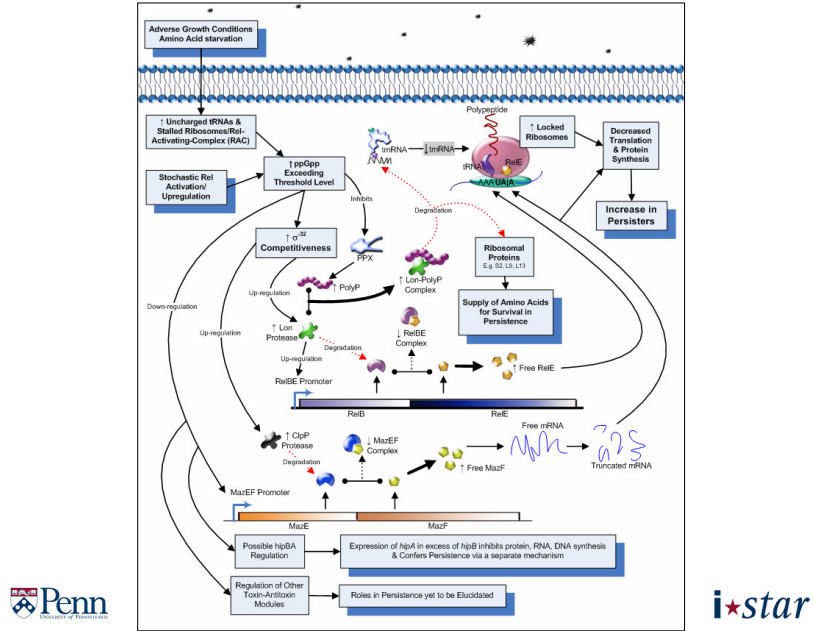 Adverse Growth Conditions
Amino Acid starvation
↑ Uncharged tRNAs &
Stalled Ribosomes/Rel-
Activating-Complex (RAC)
Stochastic Rel
Activation/
Upregulation
↑ppGpp
Exceeding
Threshold Level
Inhibits
tmRNA
↓tmRNA
Polypeptide
tRNA
RelE
AAA UA|A
↑ Locked
Ribosomes
Decreased
Translation
& Protein
Synthesis
Increase in
Persisters
Degradation
↑ σ-32
Competitiveness
PPX
↑ PolyP
↑ Lon-PolyP
Complex
Ribosomal
Proteins
E.g. S2, L9, L13
Supply of Amino Acids
for Survival in
Persistence
Down-regulation
Up-regulation
Up-regulation
↑ Lon
Protease
Degradation
Up-regulation
↓ RelBE
Complex
↑ Free RelE
RelBE Promoter
RelB
RelE
↑ ClpP
Protease
Degradation
↓ MazEF
Complex
↑ Free MazF
Free mRNA
Truncated mRNA
MazEF Promoter
MazE
MazF
Possible hipBA
Regulation
Expression of hipA in excess of hipB inhibits protein, RNA, DNA synthesis
& Confers Persistence via a separate mechanism
Regulation of Other
Toxin-Antitoxin
Modules
Roles in Persistence yet to be Elucidated
Penn
UNIVERSITY OF PENNSYLVANIA
i★star